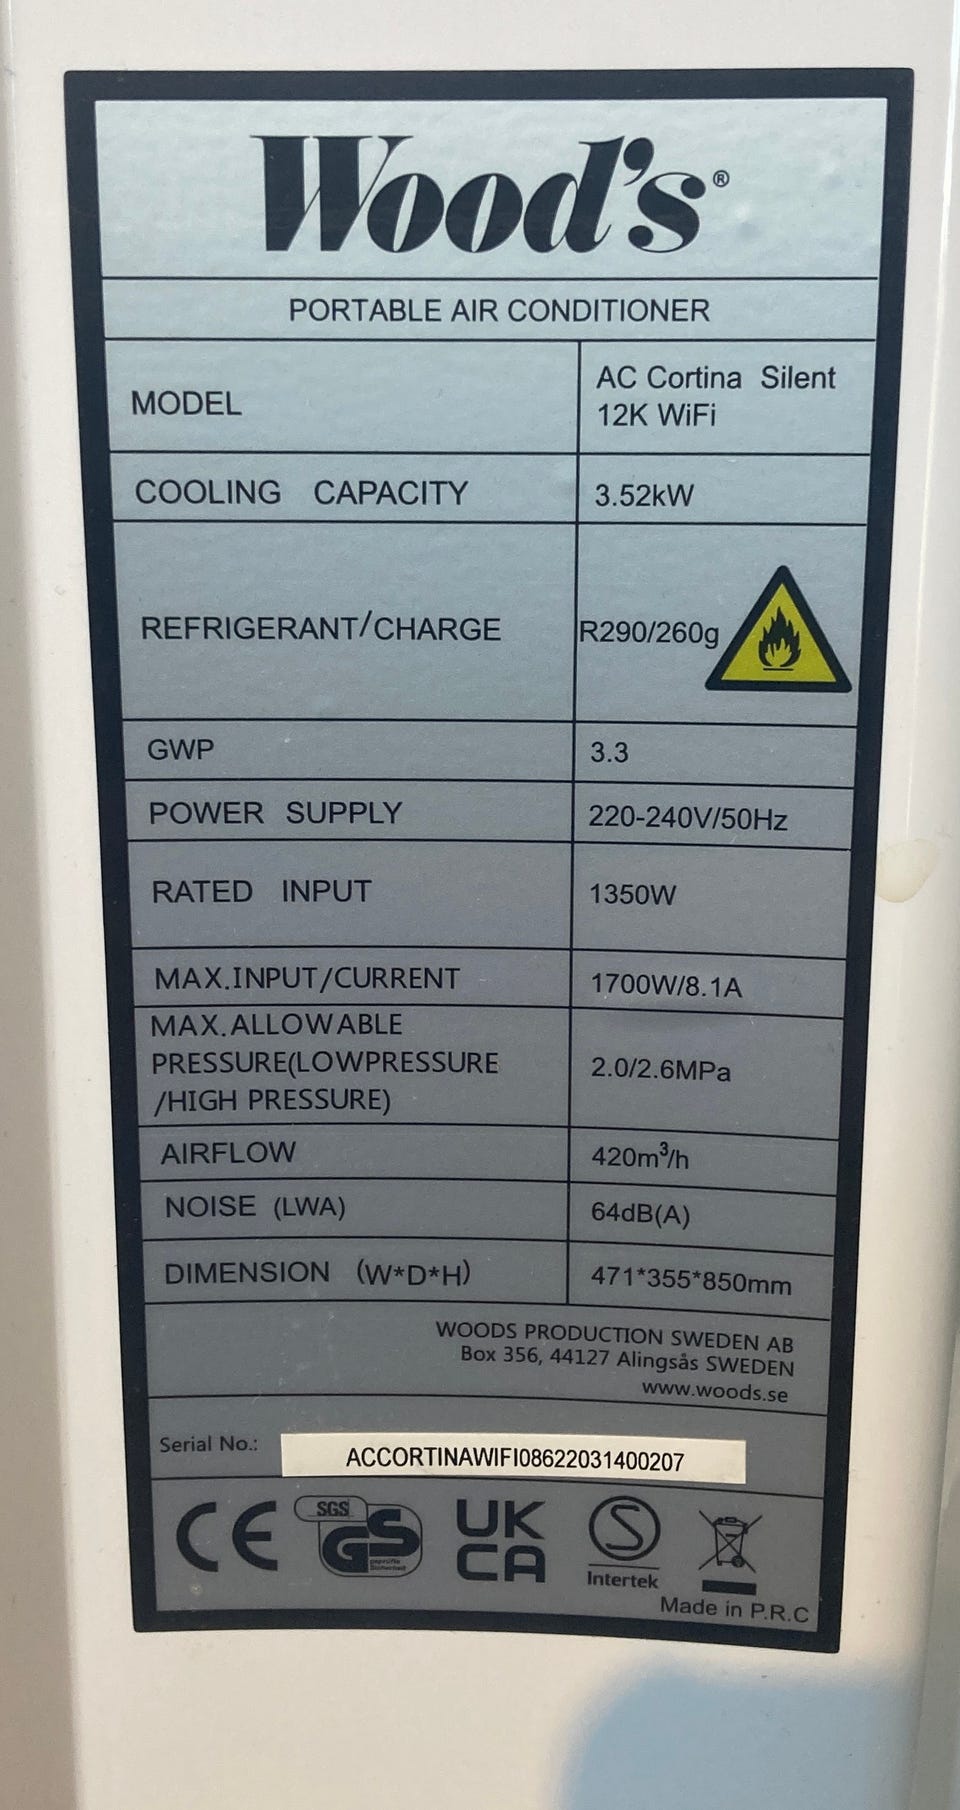 Wood's®
PORTABLE AIR CONDITIONER
MODEL
AC Cortina Silent
12K WiFi
COOLING CAPACITY
3.52kW
REFRIGERANT/CHARGE
R290/260g
GWP
3.3
POWER SUPPLY
220-240V/50Hz
RATED INPUT
1350W
MAX.INPUT/CURRENT
1700W/8.1A
MAX.ALLOWABLE
PRESSURE(LOWPRESSURE
/HIGH PRESSURE)
2.0/2.6MPa
AIRFLOW
420m³/h
NOISE (LWA)
64dB(A)
DIMENSION (W*D*H)
471*355*850mm
WOODS PRODUCTION SWEDEN AB
Box 356, 44127 Alingsås SWEDEN
www.woods.se
Serial No.:
ACCORTINAWIFI08622031400207
CE
SGS
GS
geprüfte
Sicherheit
UK
CA
S
Intertek
Made in P.R.C